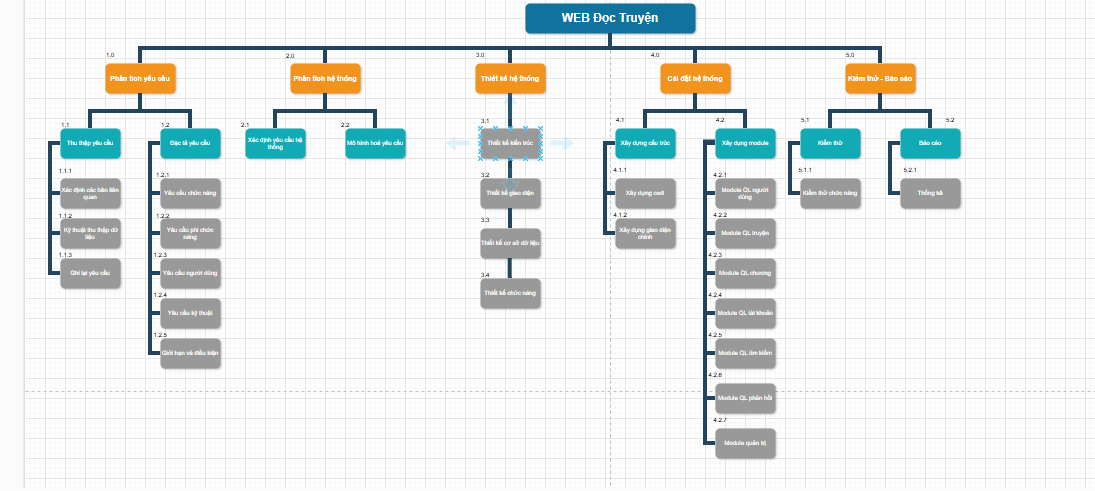 WEB Đọc Truyện
1.0
Phân tích yêu cầu
2.0
Phân tích hệ thống
3.0
Thiết kế hệ thống
4.0
Cài đặt hệ thống
5.0
Kiểm thử - Báo cáo
1.1
Thu thập yêu cầu
1.2
Đặc tả yêu cầu
2.1
Xác định yêu cầu hệ
thống
2.2
Mô hình hoá yêu cầu
3.1
Thiết kế kiến trúc
4.1
Xây dựng cấu trúc
4.2
Xây dựng module
5.1
Kiểm thử
5.2
Báo cáo
1.1.1
Xác định các bên liên
quan
1.1.2
Kỹ thuật thu thập dữ
liệu
1.1.3
Ghi lại yêu cầu
1.2.1
Yêu cầu chức năng
1.2.2
Yêu cầu phi chức
năng
1.2.3
Yêu cầu người dùng
1.2.4
Yêu cầu kỹ thuật
1.2.5
Giới hạn và điều kiện
3.2
Thiết kế giao diện
3.3
Thiết kế cơ sở dữ liệu
3.4
Thiết kế chức năng
4.1.1
Xây dựng csdl
4.1.2
Xây dựng giao diện
chính
4.2.1
Module QL người
dùng
4.2.2
Module QL truyện
4.2.3
Module QL chương
4.2.4
Module QL tài khoản
4.2.5
Module QL tìm kiếm
4.2.6
Module QL phản hồi
4.2.7
Module quản trị
5.1.1
Kiểm thử chức năng
5.2.1
Thống kê